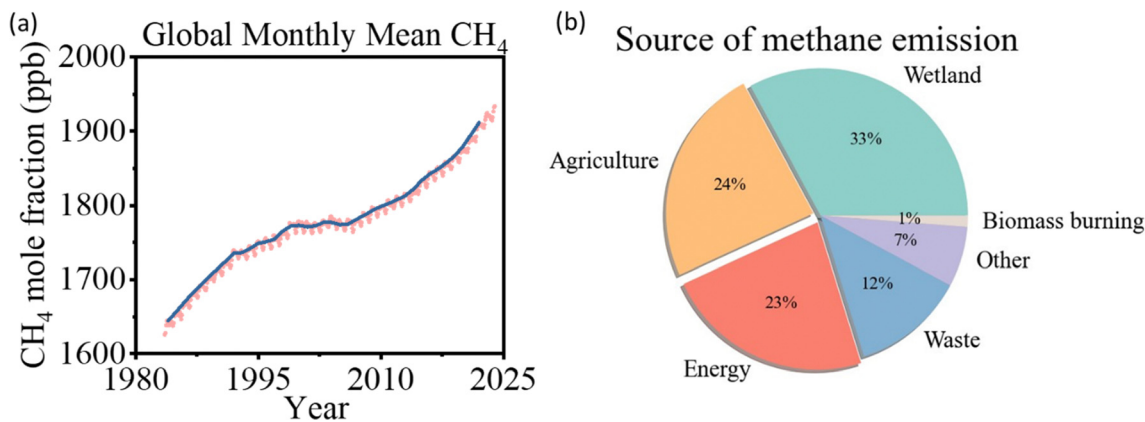 (a)
Global Monthly Mean CH₄
CH₄ mole fraction (ppb)
2000
1900
1800
1700
1600
1980
1995
2010
2025
Year
(b)
Source of methane emission
Wetland
33%
Agriculture
24%
1%
Biomass burning
7%
Other
12%
23%
Waste
Energy